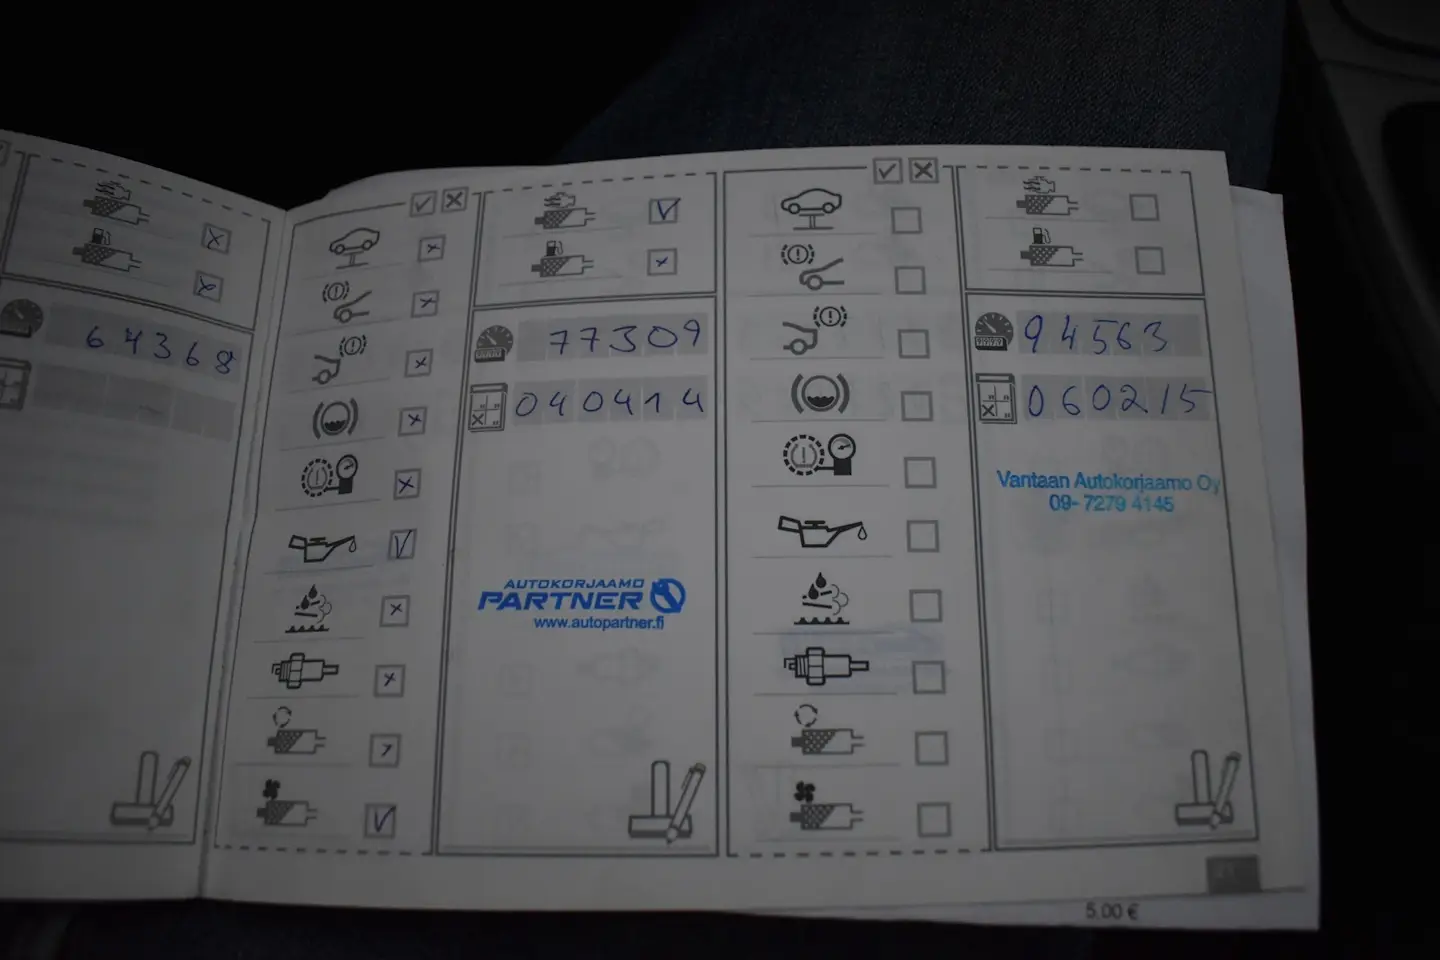 64368
77309
040414
AUTOKORJAAMO
PARTNER
www.autopartner.fi
94563
060215
Vantaan Autokorjaamo Oy
09- 7279 4145
5.00 €